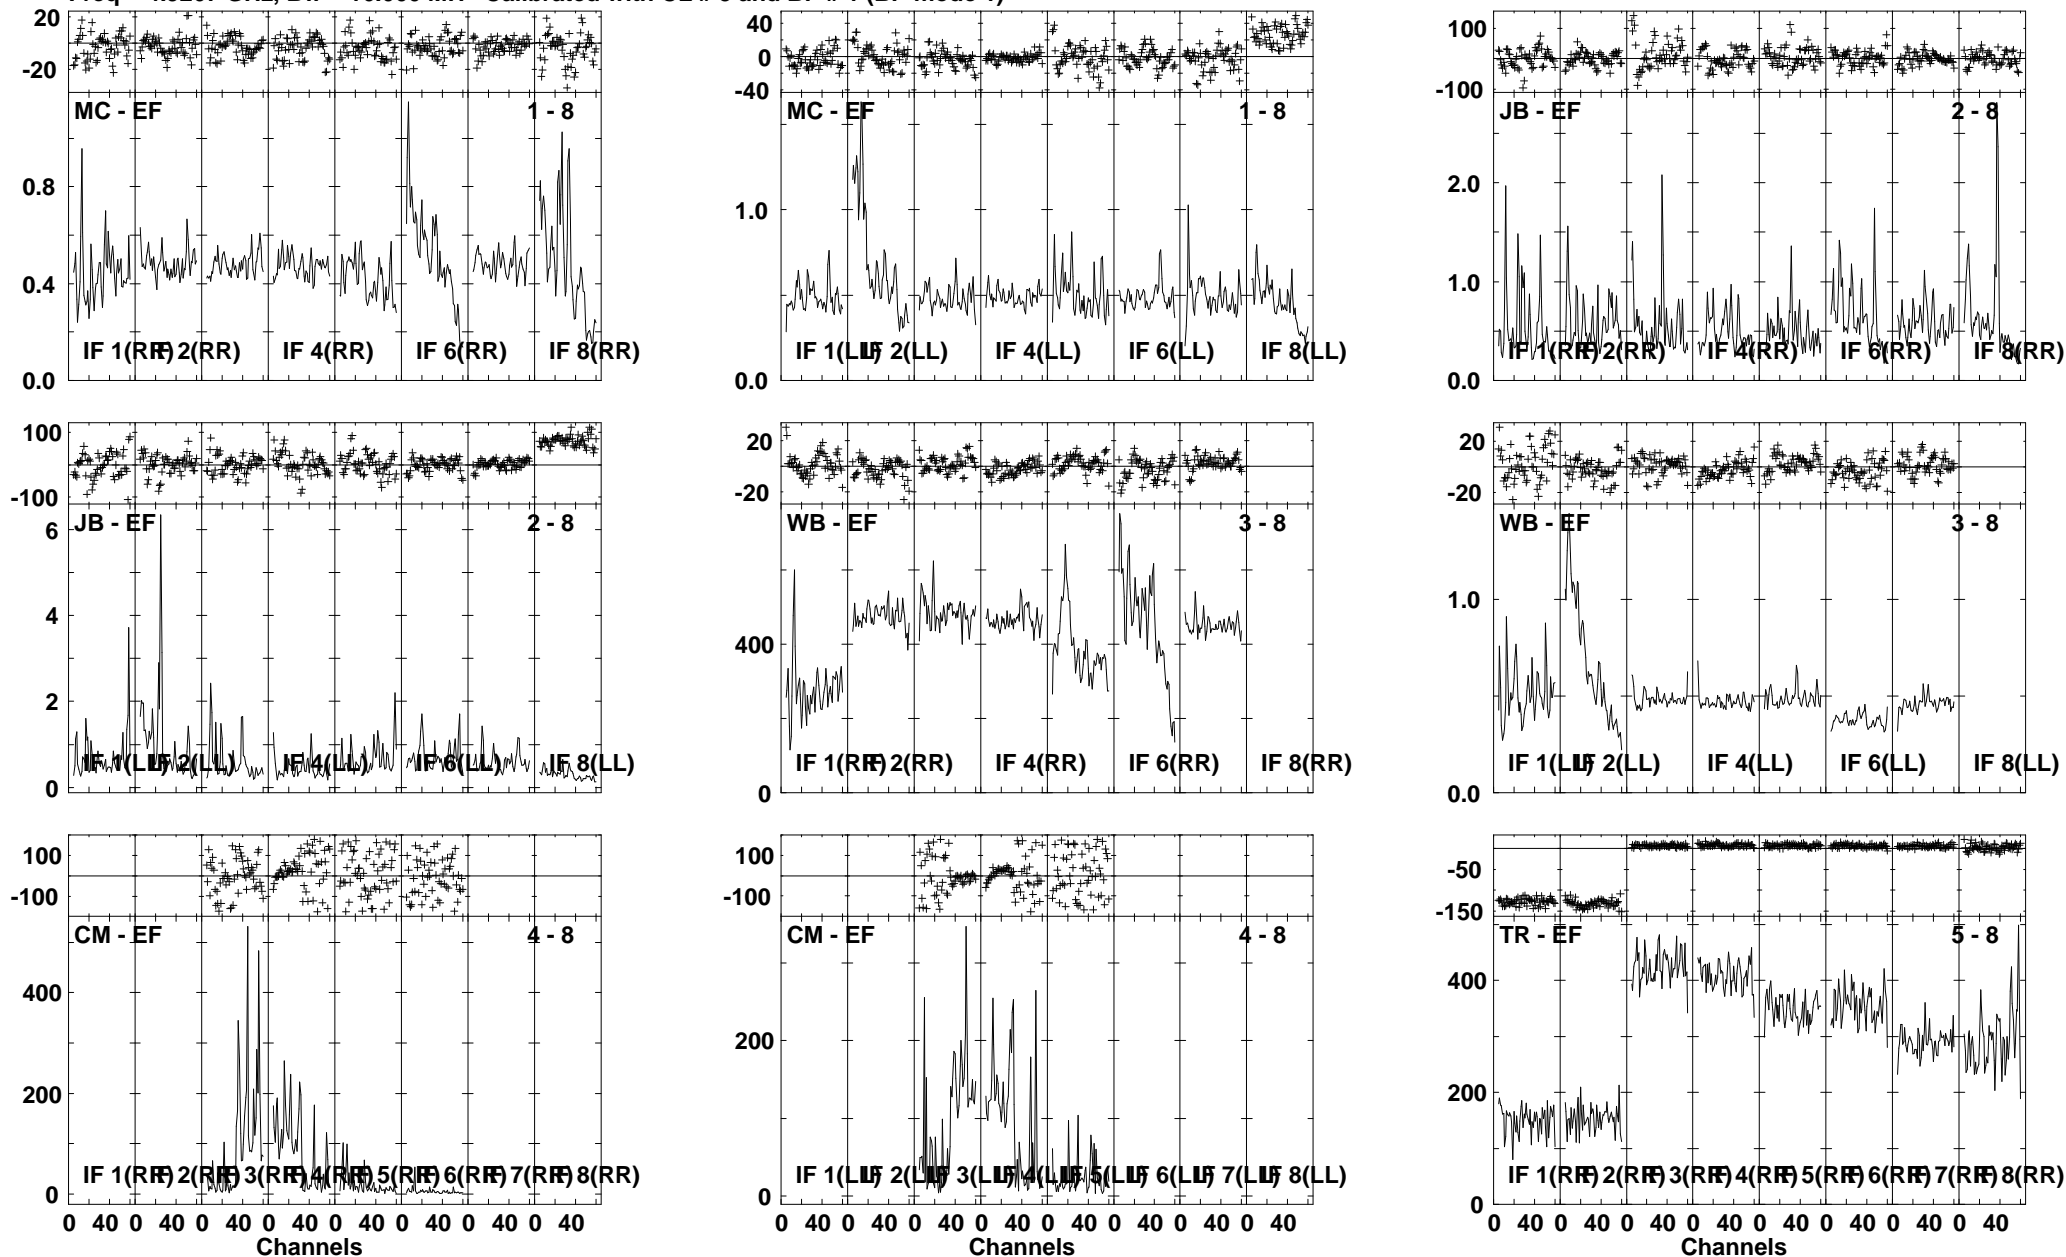 20
-20
MC - EF
1 - 8
0.8
0.4
0.0
IF 1(RR) IF 2(RR) IF 4(RR) IF 6(RR) IF 8(RR)
40
0
-40
MC - EF
1 - 8
1.0
0.0
IF 1(LL) IF 2(LL) IF 4(LL) IF 6(LL) IF 8(LL)
100
-100
JB - EF
2 - 8
2.0
1.0
0.0
IF 1(RR) IF 2(RR) IF 4(RR) IF 6(RR) IF 8(RR)
100
-100
JB - EF
2 - 8
6
4
2
0
IF 1(LL) IF 2(LL) IF 4(LL) IF 6(LL) IF 8(LL)
20
-20
WB - EF
3 - 8
400
0
IF 1(RR) IF 2(RR) IF 4(RR) IF 6(RR) IF 8(RR)
20
-20
WB - EF
3 - 8
1.0
0.0
IF 1(LL) IF 2(LL) IF 4(LL) IF 6(LL) IF 8(LL)
100
-100
CM - EF
4 - 8
400
200
0
IF 1(RR) IF 2(RR) IF 3(RR) IF 4(RR) IF 5(RR) IF 6(RR) IF 7(RR) IF 8(RR)
0 40 0 40 0 40 0 40 0 40 0 40 0 40 0 40
Channels
100
-100
CM - EF
4 - 8
200
0
IF 1(LL) IF 2(LL) IF 3(LL) IF 4(LL) IF 5(LL) IF 6(LL) IF 7(LL) IF 8(LL)
0 40 0 40 0 40 0 40 0 40 0 40 0 40 0 40
-50
-150
TR - EF
5 - 8
400
200
0
IF 1(RR) IF 2(RR) IF 3(RR) IF 4(RR) IF 5(RR) IF 6(RR) IF 7(RR) IF 8(RR)
0 40 0 40 0 40 0 40 0 40 0 40 0 40 0 40
Channels